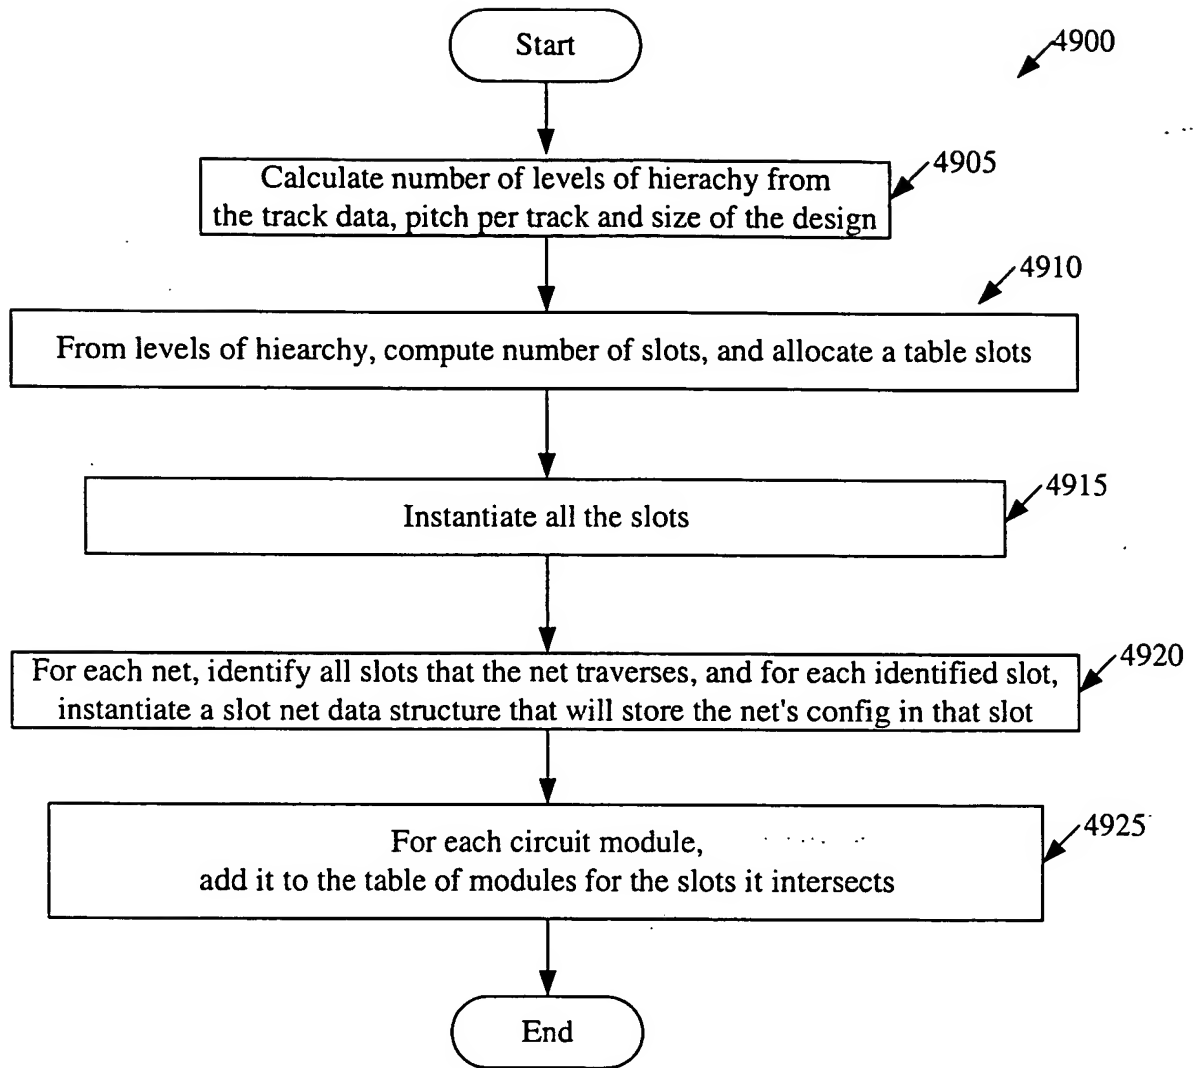 Start
4900
Calculate number of levels of hierachy from
the track data, pitch per track and size of the design
4905
4910
From levels of hiearchy, compute number of slots, and allocate a table slots
4915
Instantiate all the slots
4920
For each net, identify all slots that the net traverses, and for each identified slot,
instantiate a slot net data structure that will store the net's config in that slot
4925
For each circuit module,
add it to the table of modules for the slots it intersects
End